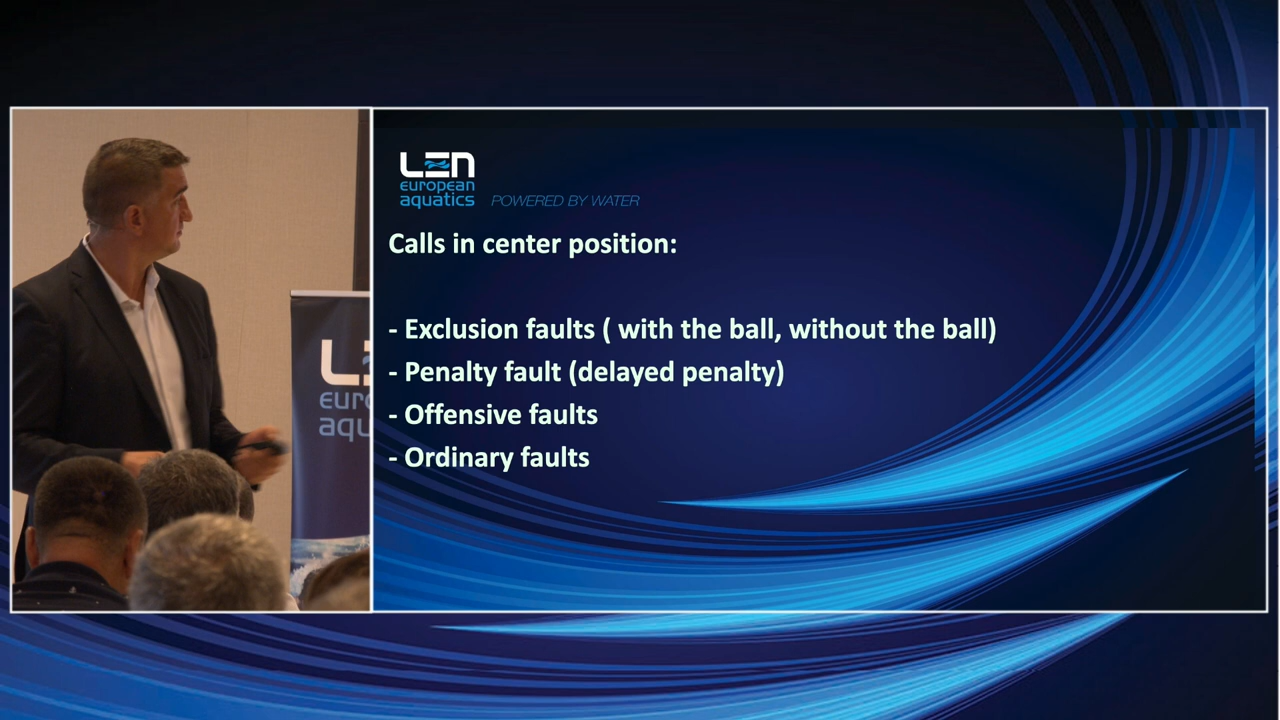 LEN
european
aquatics POWERED BY WATER
Calls in center position:
- Exclusion faults ( with the ball, without the ball)
- Penalty fault (delayed penalty)
- Offensive faults
- Ordinary faults